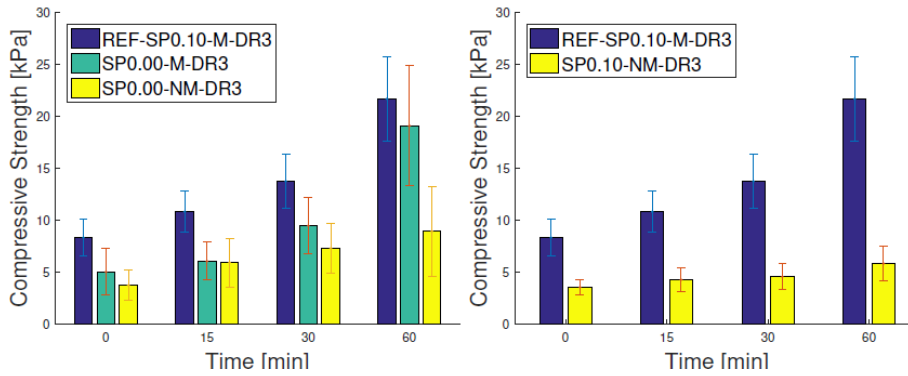 Compressive Strength [kPa]
30
25
20
15
10
5
0
REF-SP0.10-M-DR3
SP0.00-M-DR3
SP0.00-NM-DR3
0 15 30 60
Time [min]
Compressive Strength [kPa]
30
25
20
15
10
5
0
REF-SP0.10-M-DR3
SP0.10-NM-DR3
0 15 30 60
Time [min]